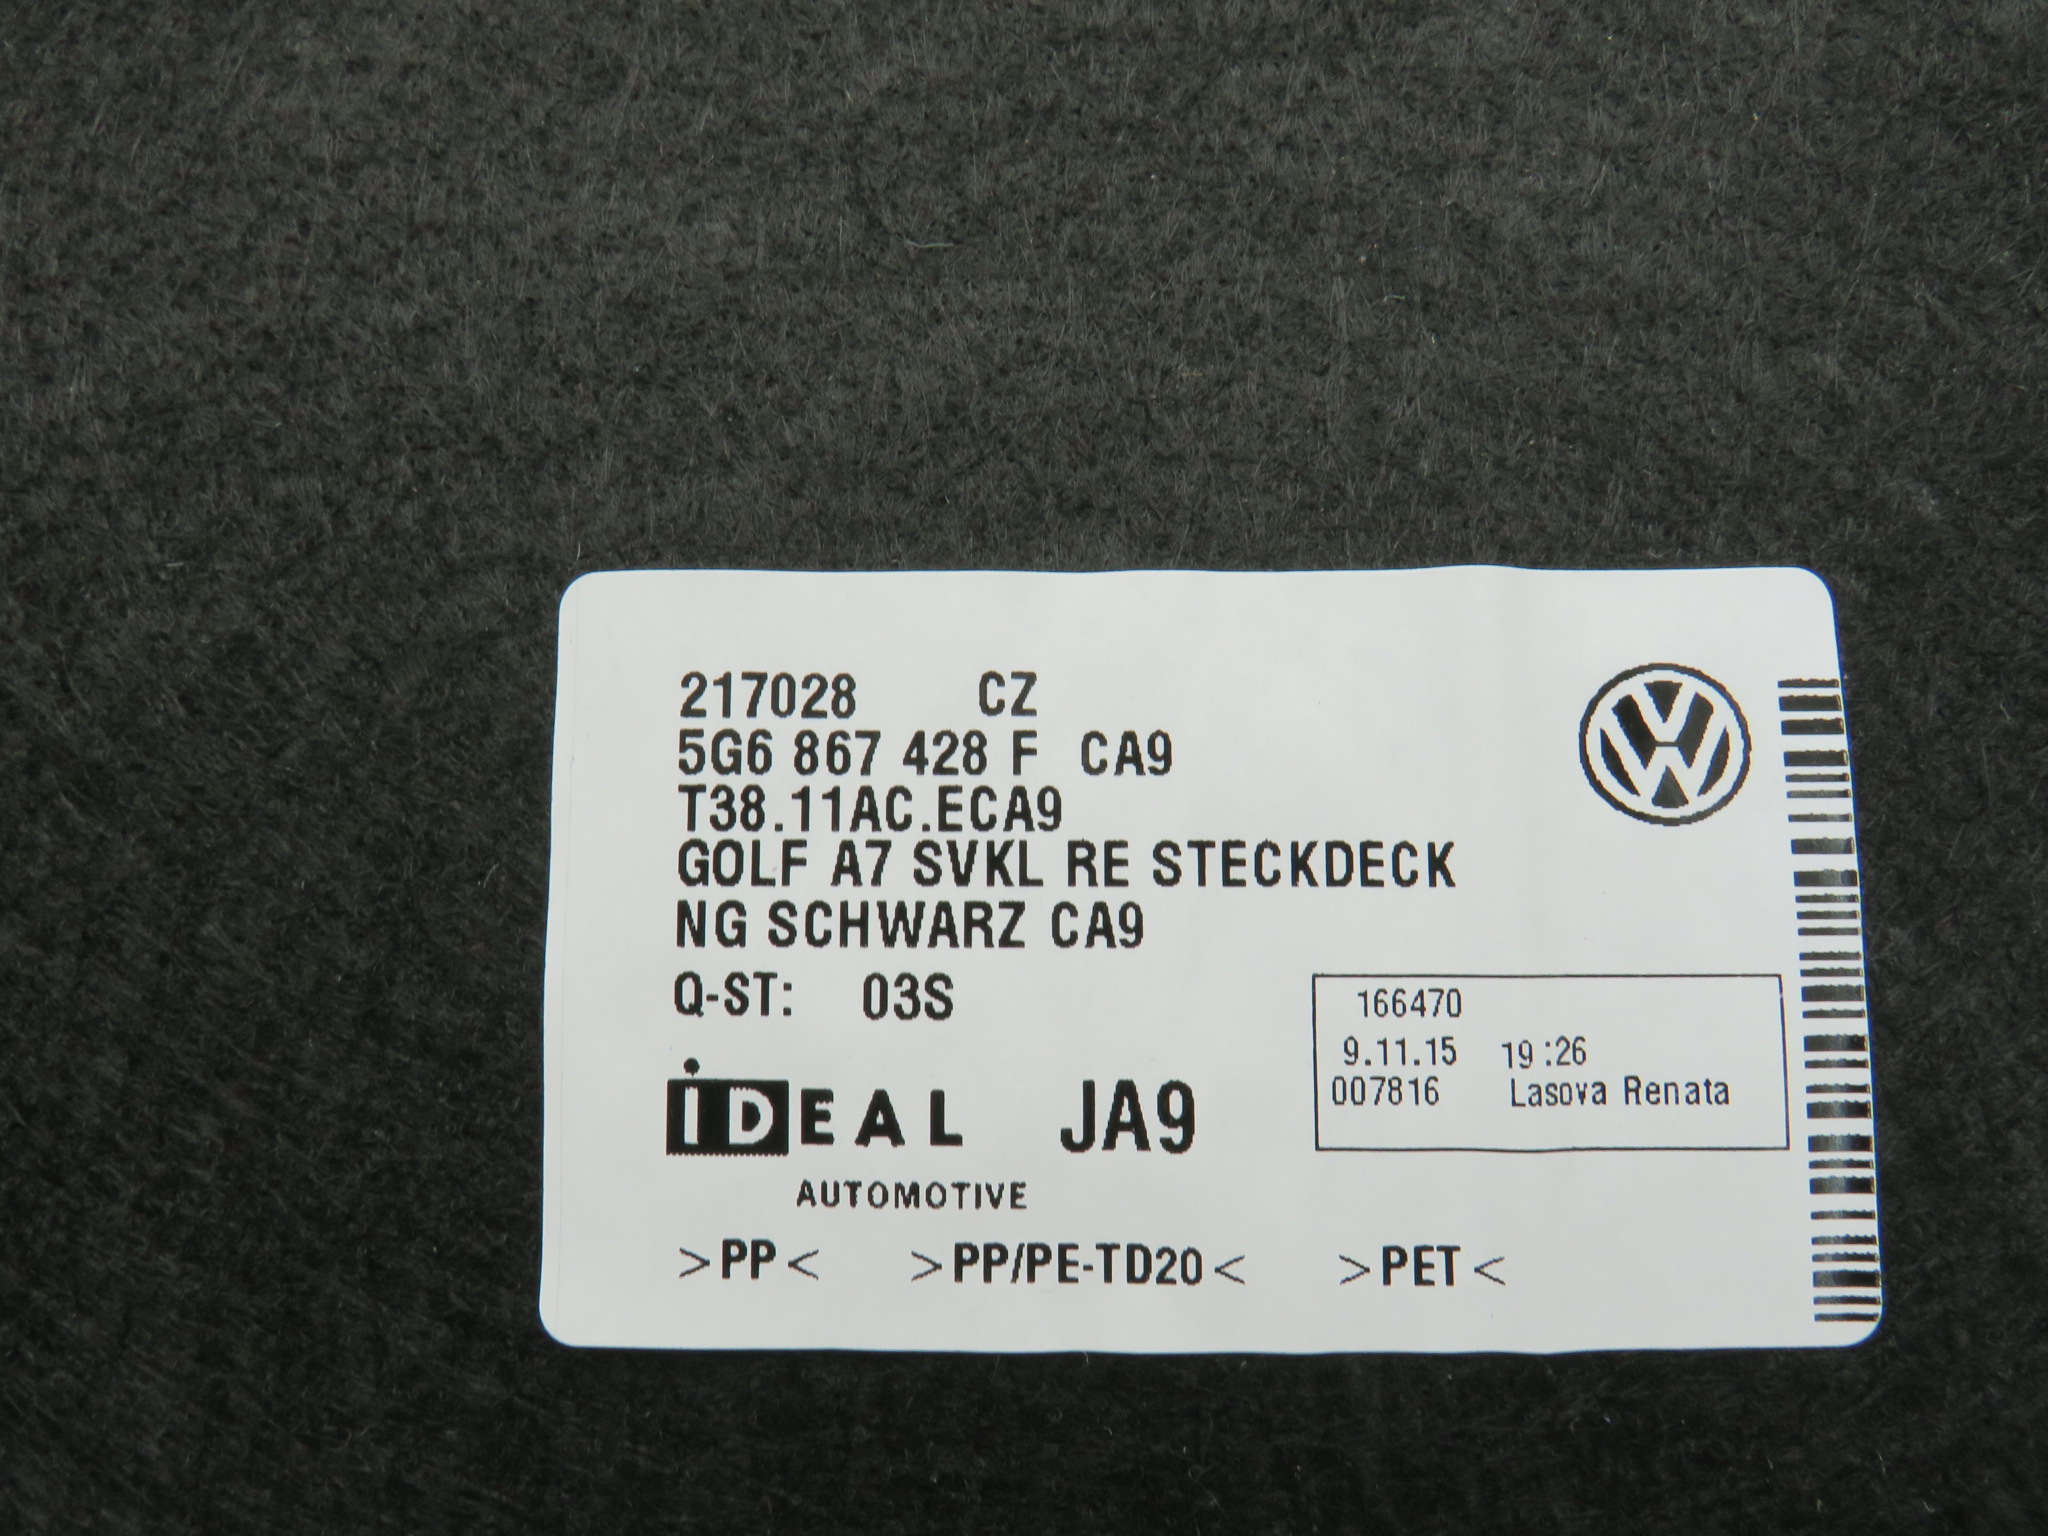 217028 CZ
5G6 867 428 F CA9
T38.11AC.ECA9
GOLF A7 SVKL RE STECKDECK
NG SCHWARZ CA9
Q-ST: 03S
166470
9.11.15 19:26
007816 Lasova Renata
iDEAL JA9
AUTOMOTIVE
>PP< >PP/PE-TD20< >PET<